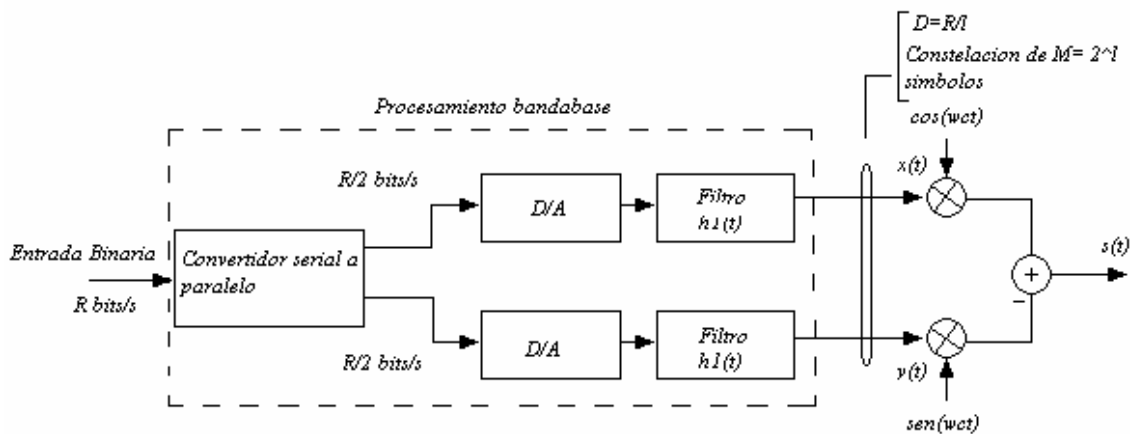 D=R/l
Constelacion de M= 2^l
simbolos
Procesamiento bandabase
cos(wct)
R/2 bits/s
x(t)
D/A
Filtro
h1(t)
Entrada Binaria
R bits/s
Convertidor serial a
paralelo
s(t)
+
−
R/2 bits/s
D/A
Filtro
h1(t)
y(t)
sen(wct)